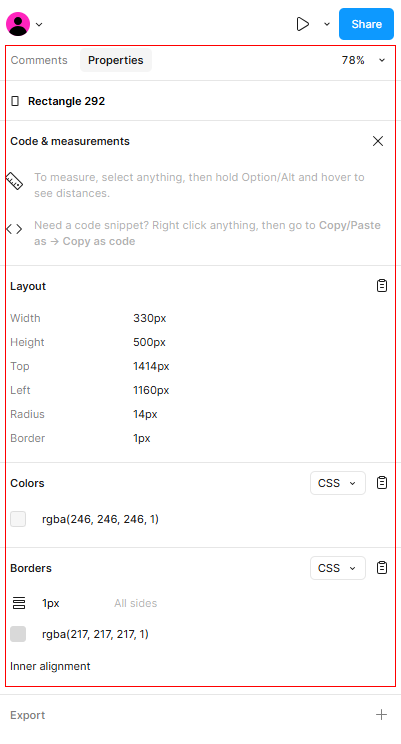 Share
Comments Properties 78%
Rectangle 292
Code & measurements
To measure, select anything, then hold Option/Alt and hover to
see distances.
Need a code snippet? Right click anything, then go to Copy/Paste
as → Copy as code
Layout
Width 330px
Height 500px
Top 1414px
Left 1160px
Radius 14px
Border 1px
Colors CSS
rgba(246, 246, 246, 1)
Borders CSS
1px All sides
rgba(217, 217, 217, 1)
Inner alignment
Export